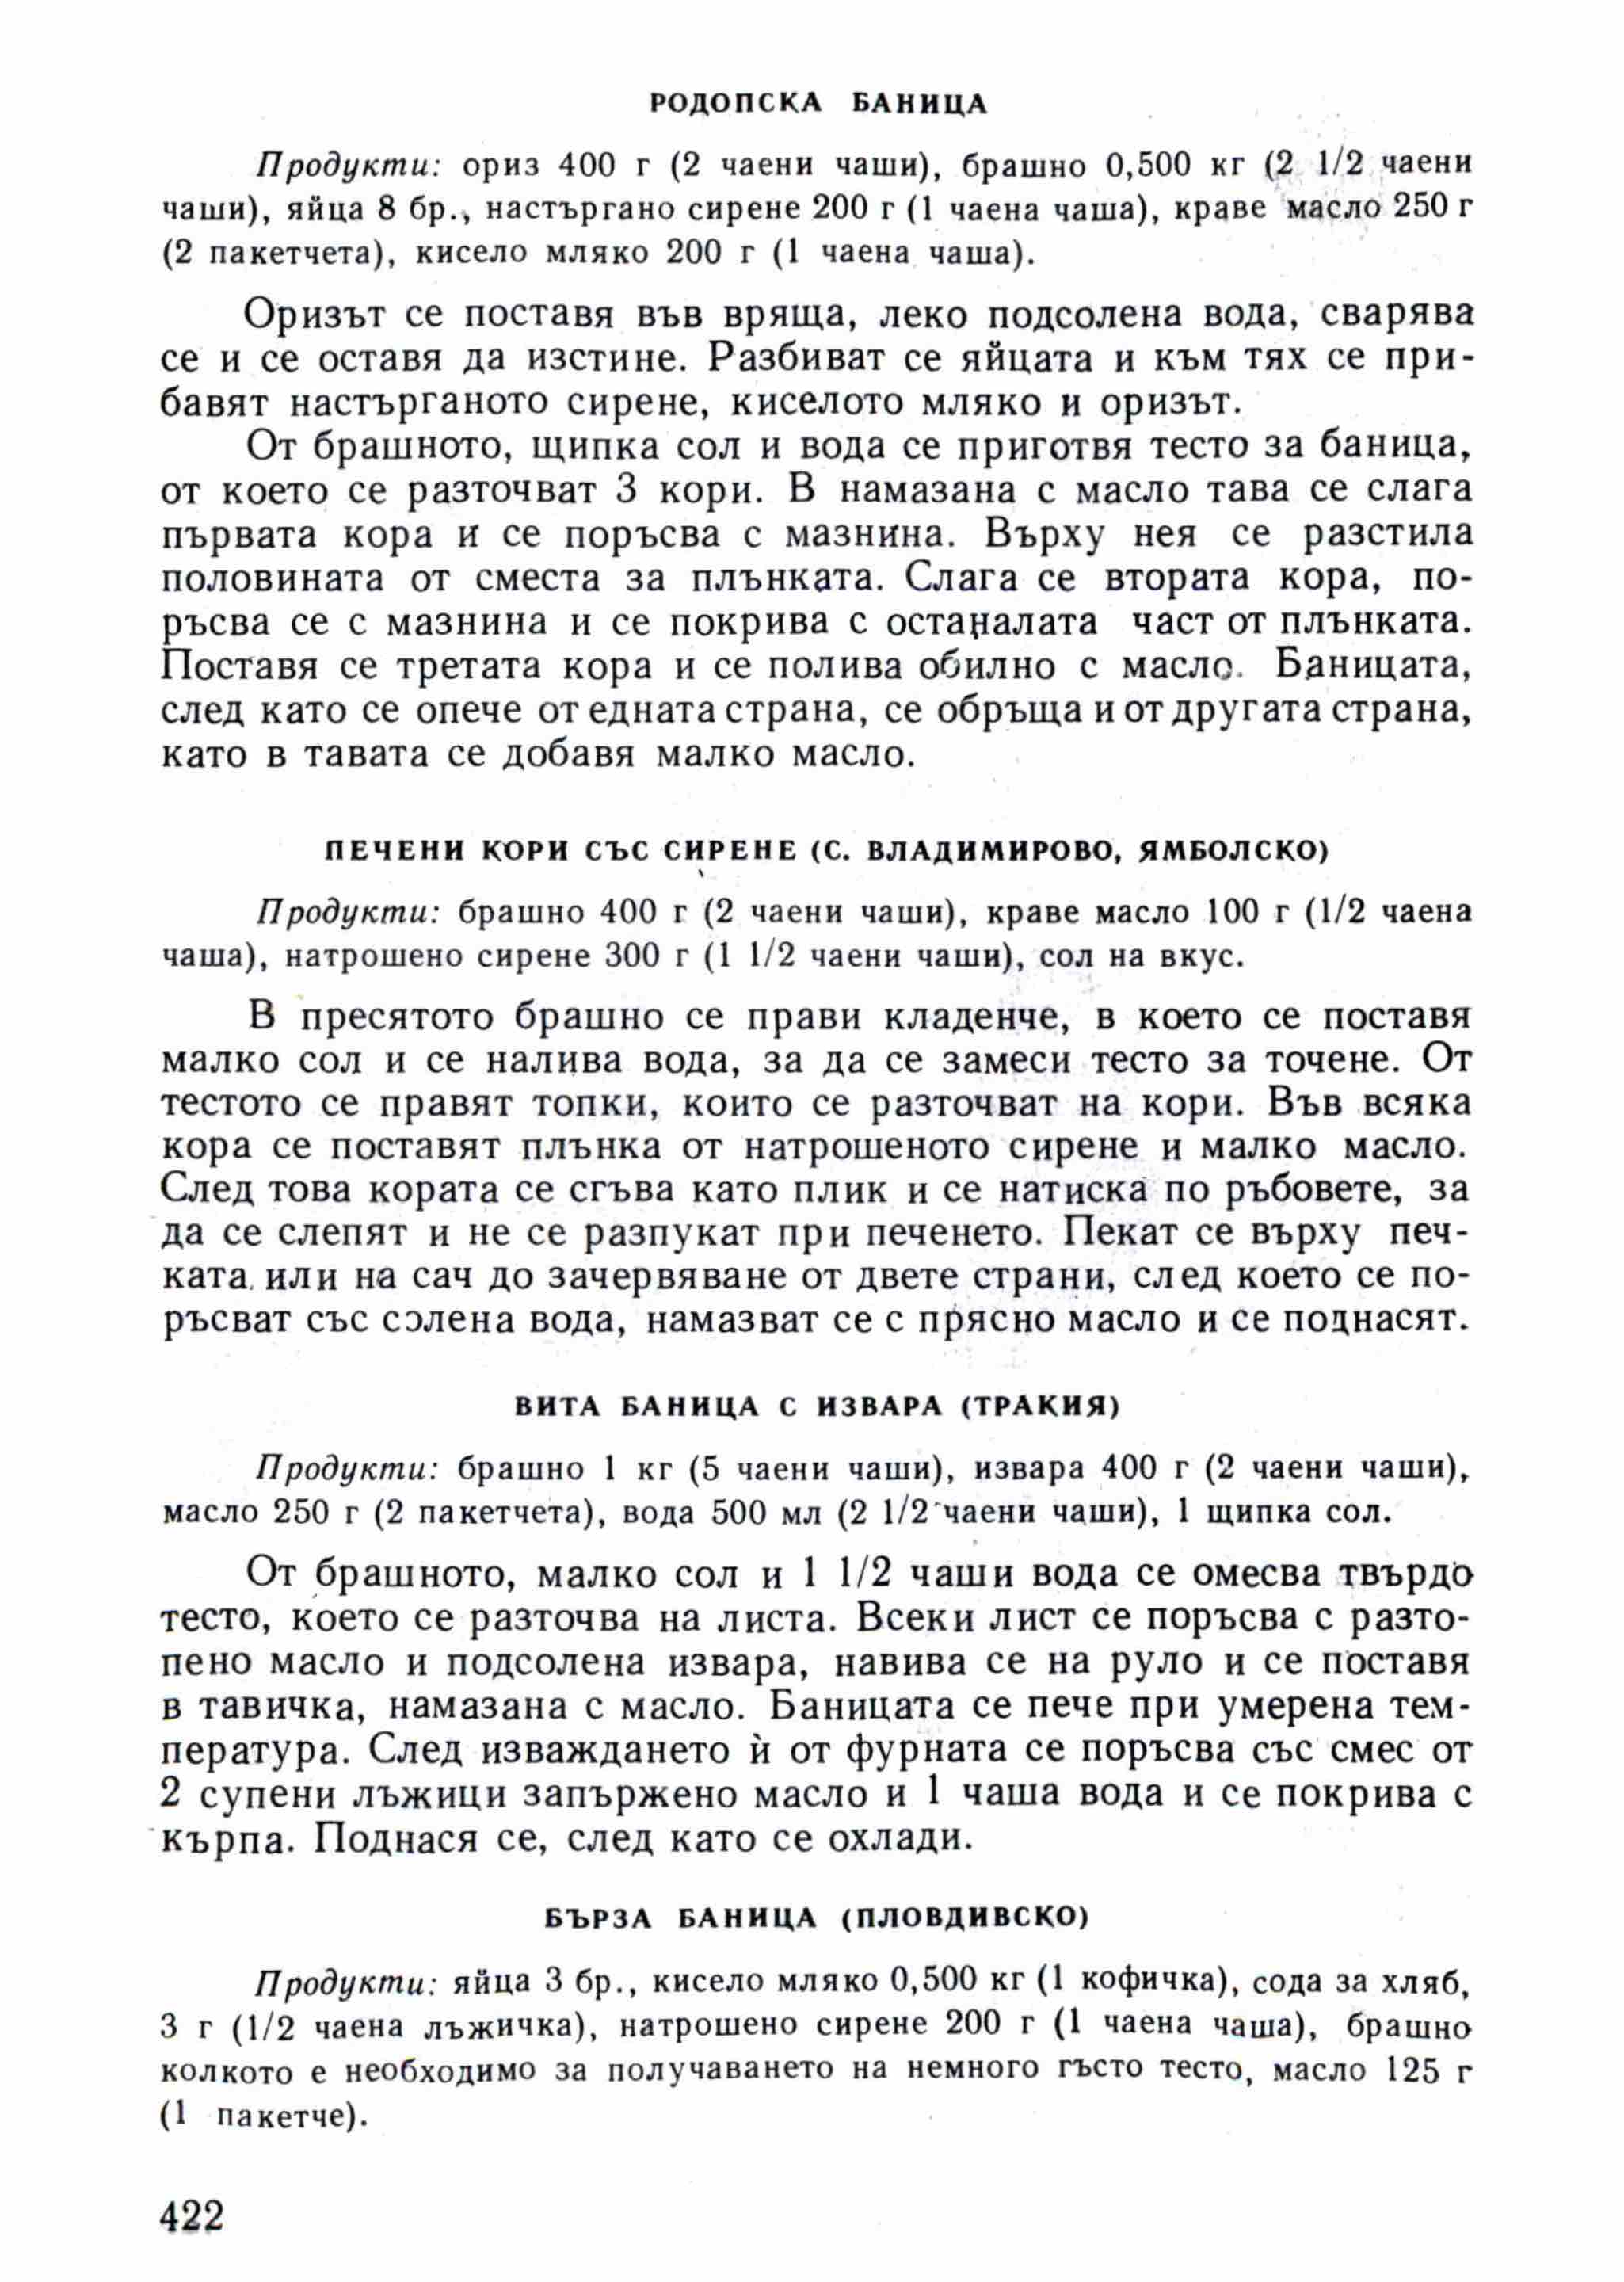 РОДОПСКА БАНИЦА
Продукти: ориз 400 г (2 чаени чаши), брашно 0,500 кг (2 1/2 чаени
чаши), яйца 8 бр., настъргано сирене 200 г (1 чаена чаша), краве масло 250 г
(2 пакетчета), кисело мляко 200 г (1 чаена чаша).
Оризът се поставя във вряща, леко подсолена вода, сварява
се и се оставя да изстине. Разбиват се яйцата и към тях се при-
бавят настърганото сирене, киселото мляко и оризът.
От брашното, щипка сол и вода се приготвя тесто за баница,
от което се разточват 3 кори. В намазана с масло тава се слага
първата кора и се поръсва с мазнина. Върху нея се разстила
половината от сместа за плънката. Слага се втората кора, по-
ръсва се с мазнина и се покрива с останалата част от плънката.
Поставя се третата кора и се полива обилно с масло. Баницата,
след като се опече от едната страна, се обръща и от другата страна,
като в тавата се добавя малко масло.
ПЕЧЕНИ КОРИ СЪС СИРЕНЕ (С. ВЛАДИМИРОВО, ЯМБОЛСКО)
Продукти: брашно 400 г (2 чаени чаши), краве масло 100 г (1/2 чаена
чаша), натрошено сирене 300 г (1 1/2 чаени чаши), сол на вкус.
В пресятото брашно се прави кладенче, в което се поставя
малко сол и се налива вода, за да се замеси тесто за точене. От
тестото се правят топки, които се разточват на кори. Във всяка
кора се поставят плънка от натрошеното сирене и малко масло.
След това кората се сгъва като плик и се натиска по ръбовете, за
да се слепят и не се разпукат при печенето. Пекат се върху печ-
ката или на сач до зачервяване от двете страни, след което се по-
ръсват със солена вода, намазват се с прясно масло и се поднасят.
ВИТА БАНИЦА С ИЗВАРА (ТРАКИЯ)
Продукти: брашно 1 кг (5 чаени чаши), извара 400 г (2 чаени чаши),
масло 250 г (2 пакетчета), вода 500 мл (2 1/2 чаени чаши), 1 щипка сол.
От брашното, малко сол и 1 1/2 чаши вода се омесва твърдо
тесто, което се разточва на листа. Всеки лист се поръсва с разто-
пено масло и подсолена извара, навива се на руло и се поставя
в тавичка, намазана с масло. Баницата се пече при умерена тем-
пература. След изваждането ѝ от фурната се поръсва със смес от
2 супени лъжици запържено масло и 1 чаша вода и се покрива с
кърпа. Поднася се, след като се охлади.
БЪРЗА БАНИЦА (ПЛОВДИВСКО)
Продукти: яйца 3 бр., кисело мляко 0,500 кг (1 кофичка), сода за хляб,
3 г (1/2 чаена лъжичка), натрошено сирене 200 г (1 чаена чаша), брашно
колкото е необходимо за получаването на немного гъсто тесто, масло 125 г
(1 пакетче).
422